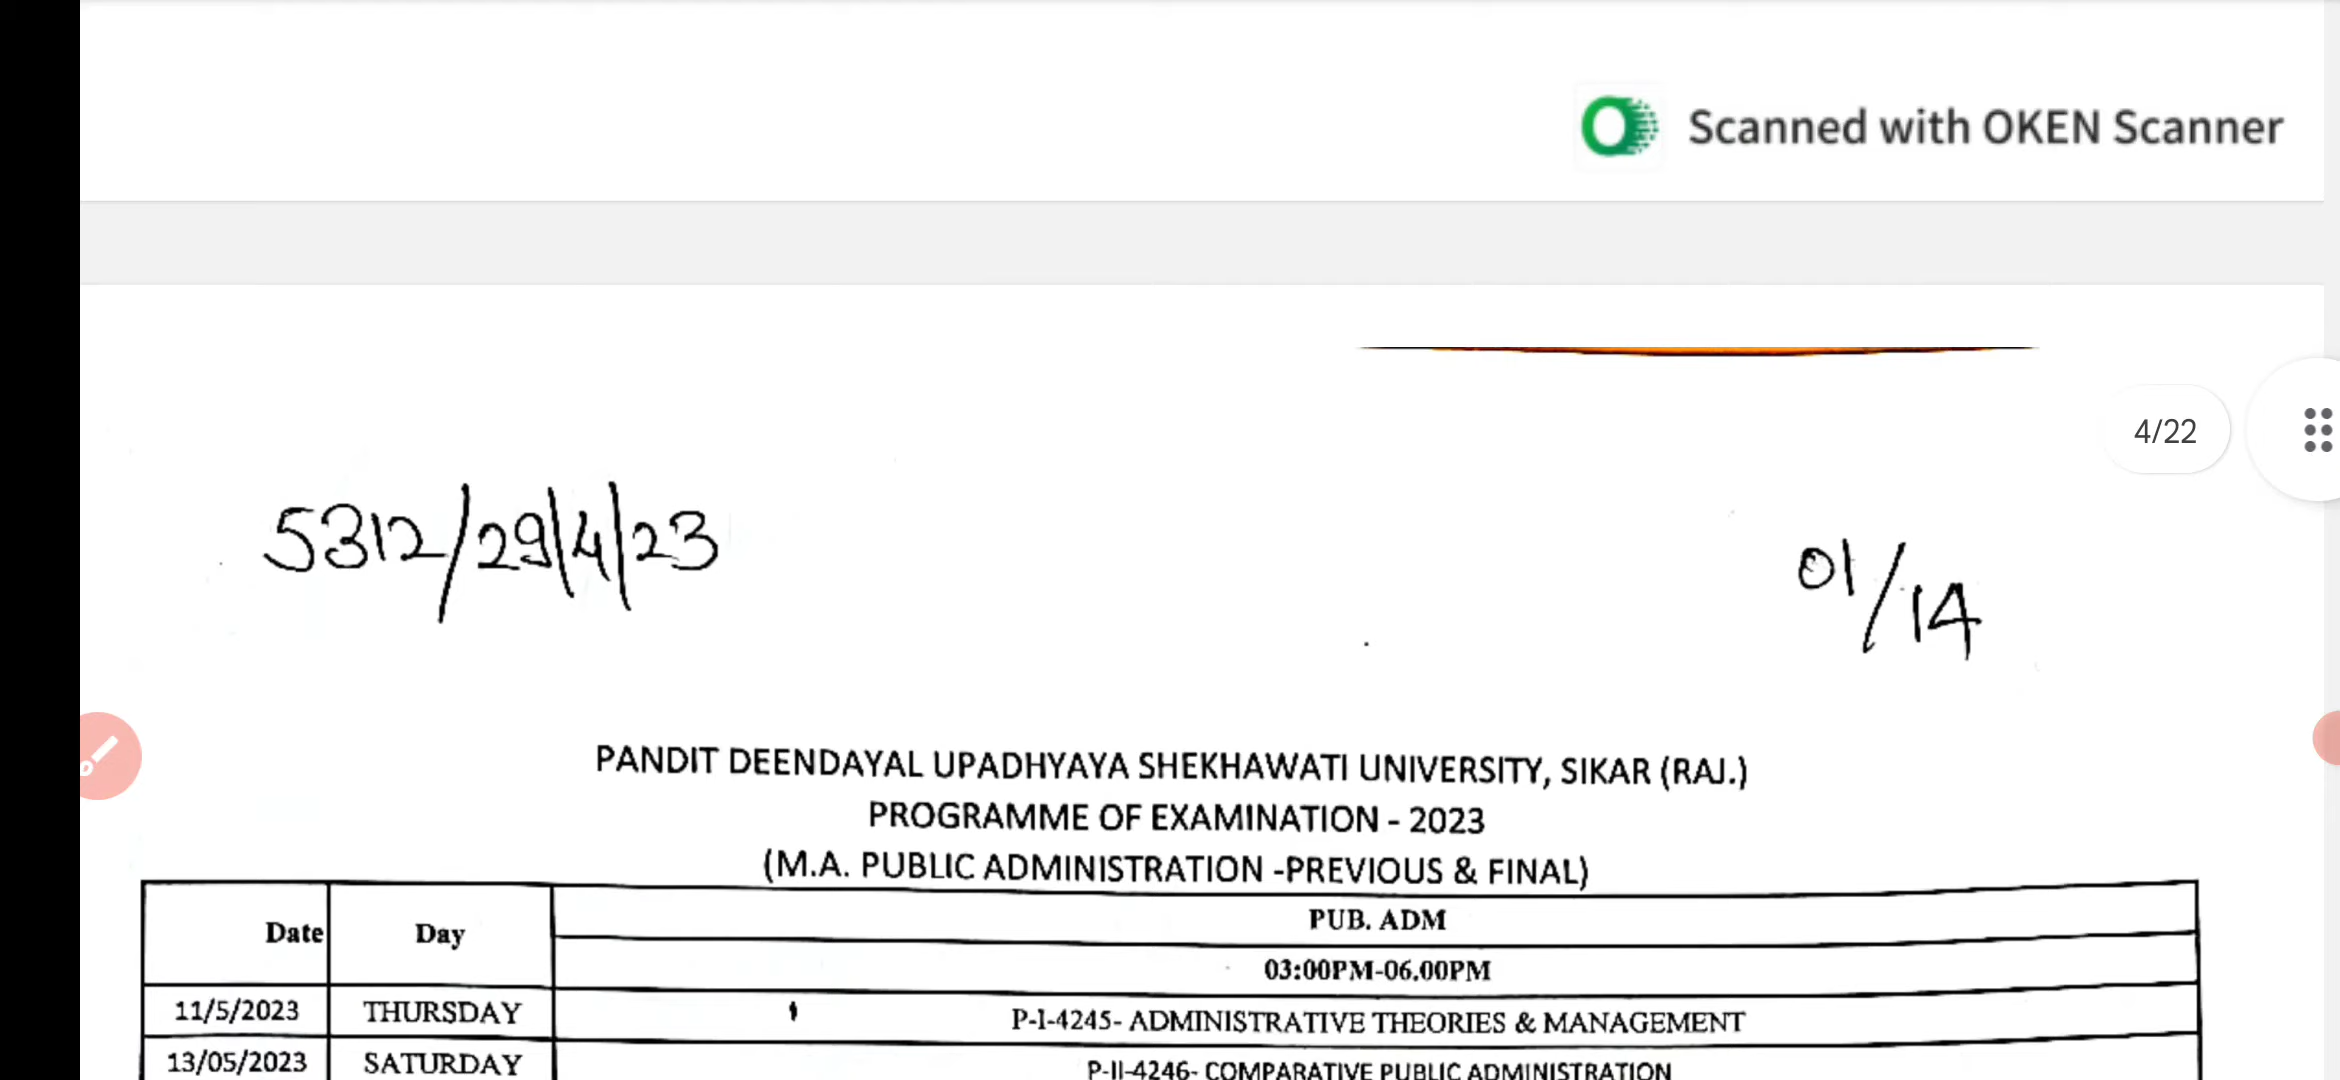 Scanned with OKEN Scanner
4/22
5312/29/4/23
01/14
PANDIT DEENDAYAL UPADHYAYA SHEKHAWATI UNIVERSITY, SIKAR (RAJ.)
PROGRAMME OF EXAMINATION - 2023
(M.A. PUBLIC ADMINISTRATION -PREVIOUS & FINAL)
Date Day PUB. ADM
03:00PM-06.00PM
11/5/2023 THURSDAY P-I-4245- ADMINISTRATIVE THEORIES & MANAGEMENT
13/05/2023 SATURDAY P-II-4246- COMPARATIVE PUBLIC ADMINISTRATION